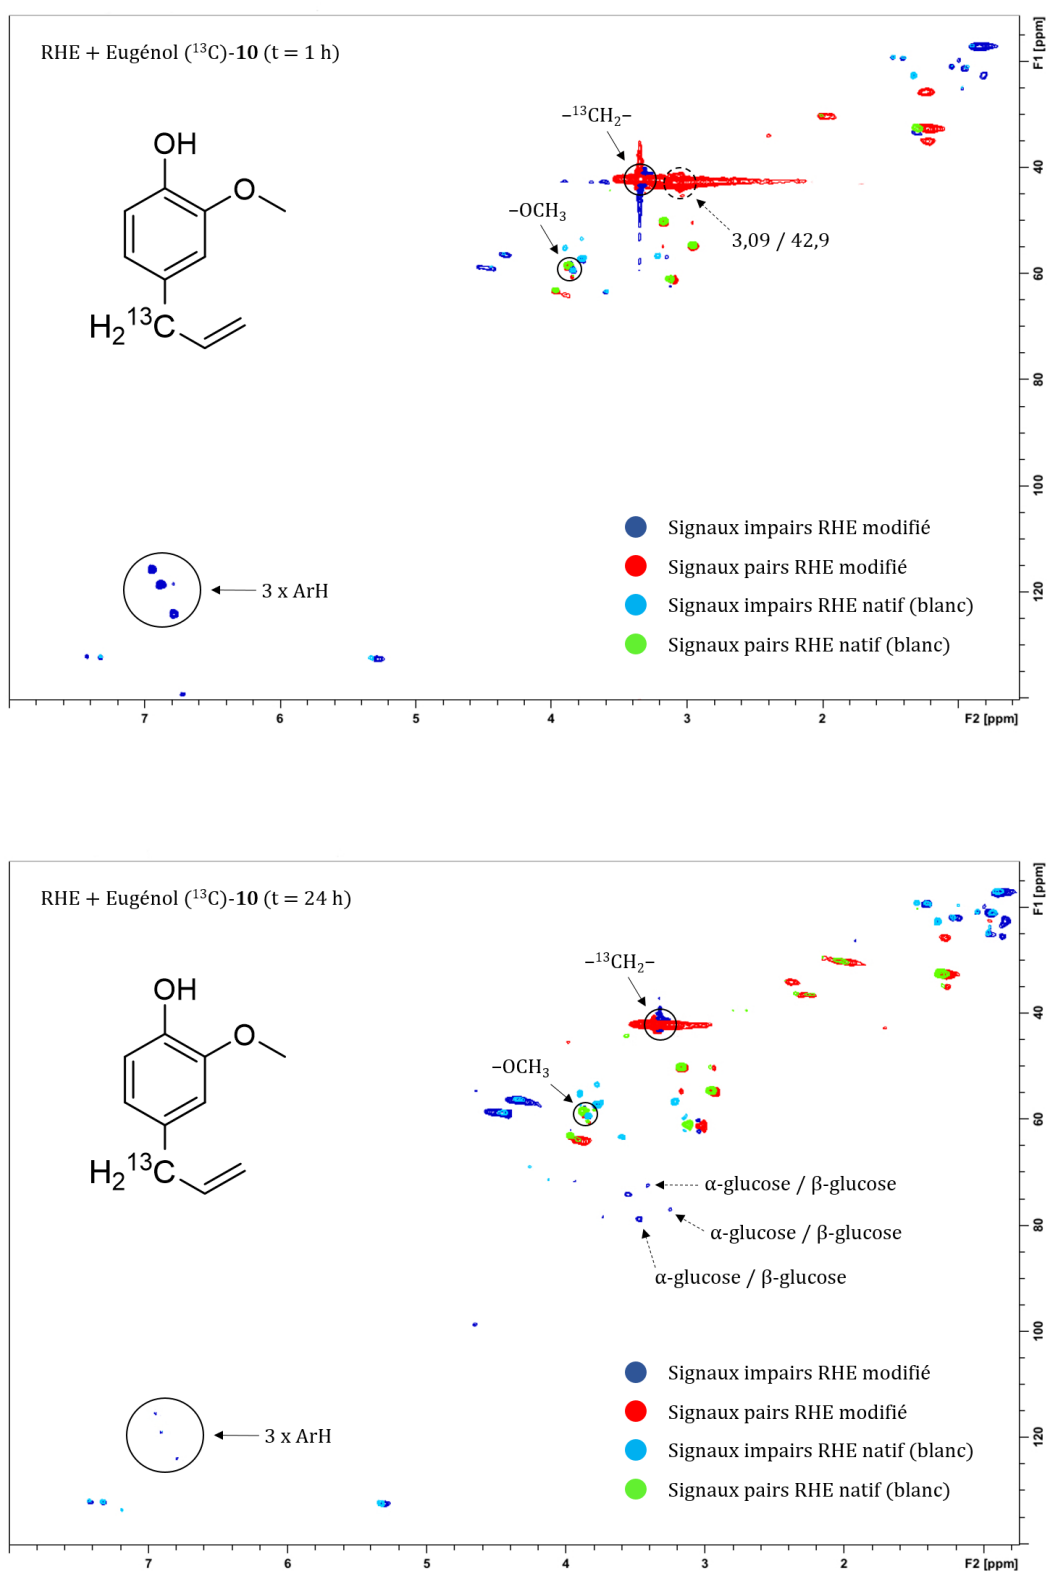 RHE + Eugénol (¹³C)-10 (t = 1 h)
–¹³CH₂–
–OCH₃
3,09 / 42,9
OH
O
H₂¹³C
3 x ArH
Signaux impairs RHE modifié
Signaux pairs RHE modifié
Signaux impairs RHE natif (blanc)
Signaux pairs RHE natif (blanc)
F1 [ppm]
40
60
80
100
120
7 6 5 4 3 2 F2 [ppm]
RHE + Eugénol (¹³C)-10 (t = 24 h)
–¹³CH₂–
–OCH₃
OH
O
H₂¹³C
α-glucose / β-glucose
α-glucose / β-glucose
α-glucose / β-glucose
3 x ArH
Signaux impairs RHE modifié
Signaux pairs RHE modifié
Signaux impairs RHE natif (blanc)
Signaux pairs RHE natif (blanc)
F1 [ppm]
40
60
80
100
120
7 6 5 4 3 2 F2 [ppm]